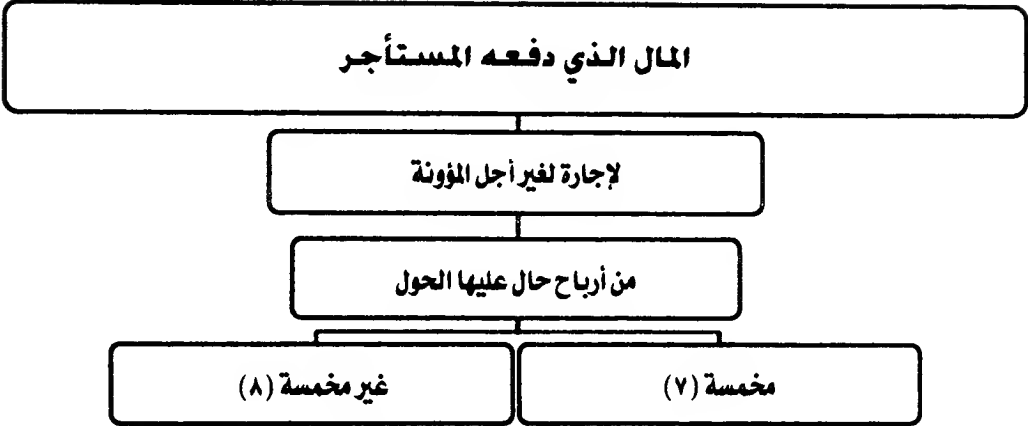 المال الذي دفعه المستأجر
لإجارة لغير أجل المؤونة
من أرباح حال عليها الحول
مخمسة (٧)
غير مخمسة (٨)